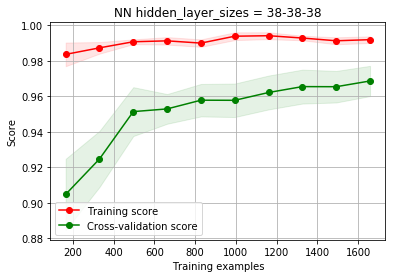 NN hidden_layer_sizes = 38-38-38
1.00
0.98
0.96
0.94
0.92
0.90
0.88
Score
Training score
Cross-validation score
200 400 600 800 1000 1200 1400 1600
Training examples